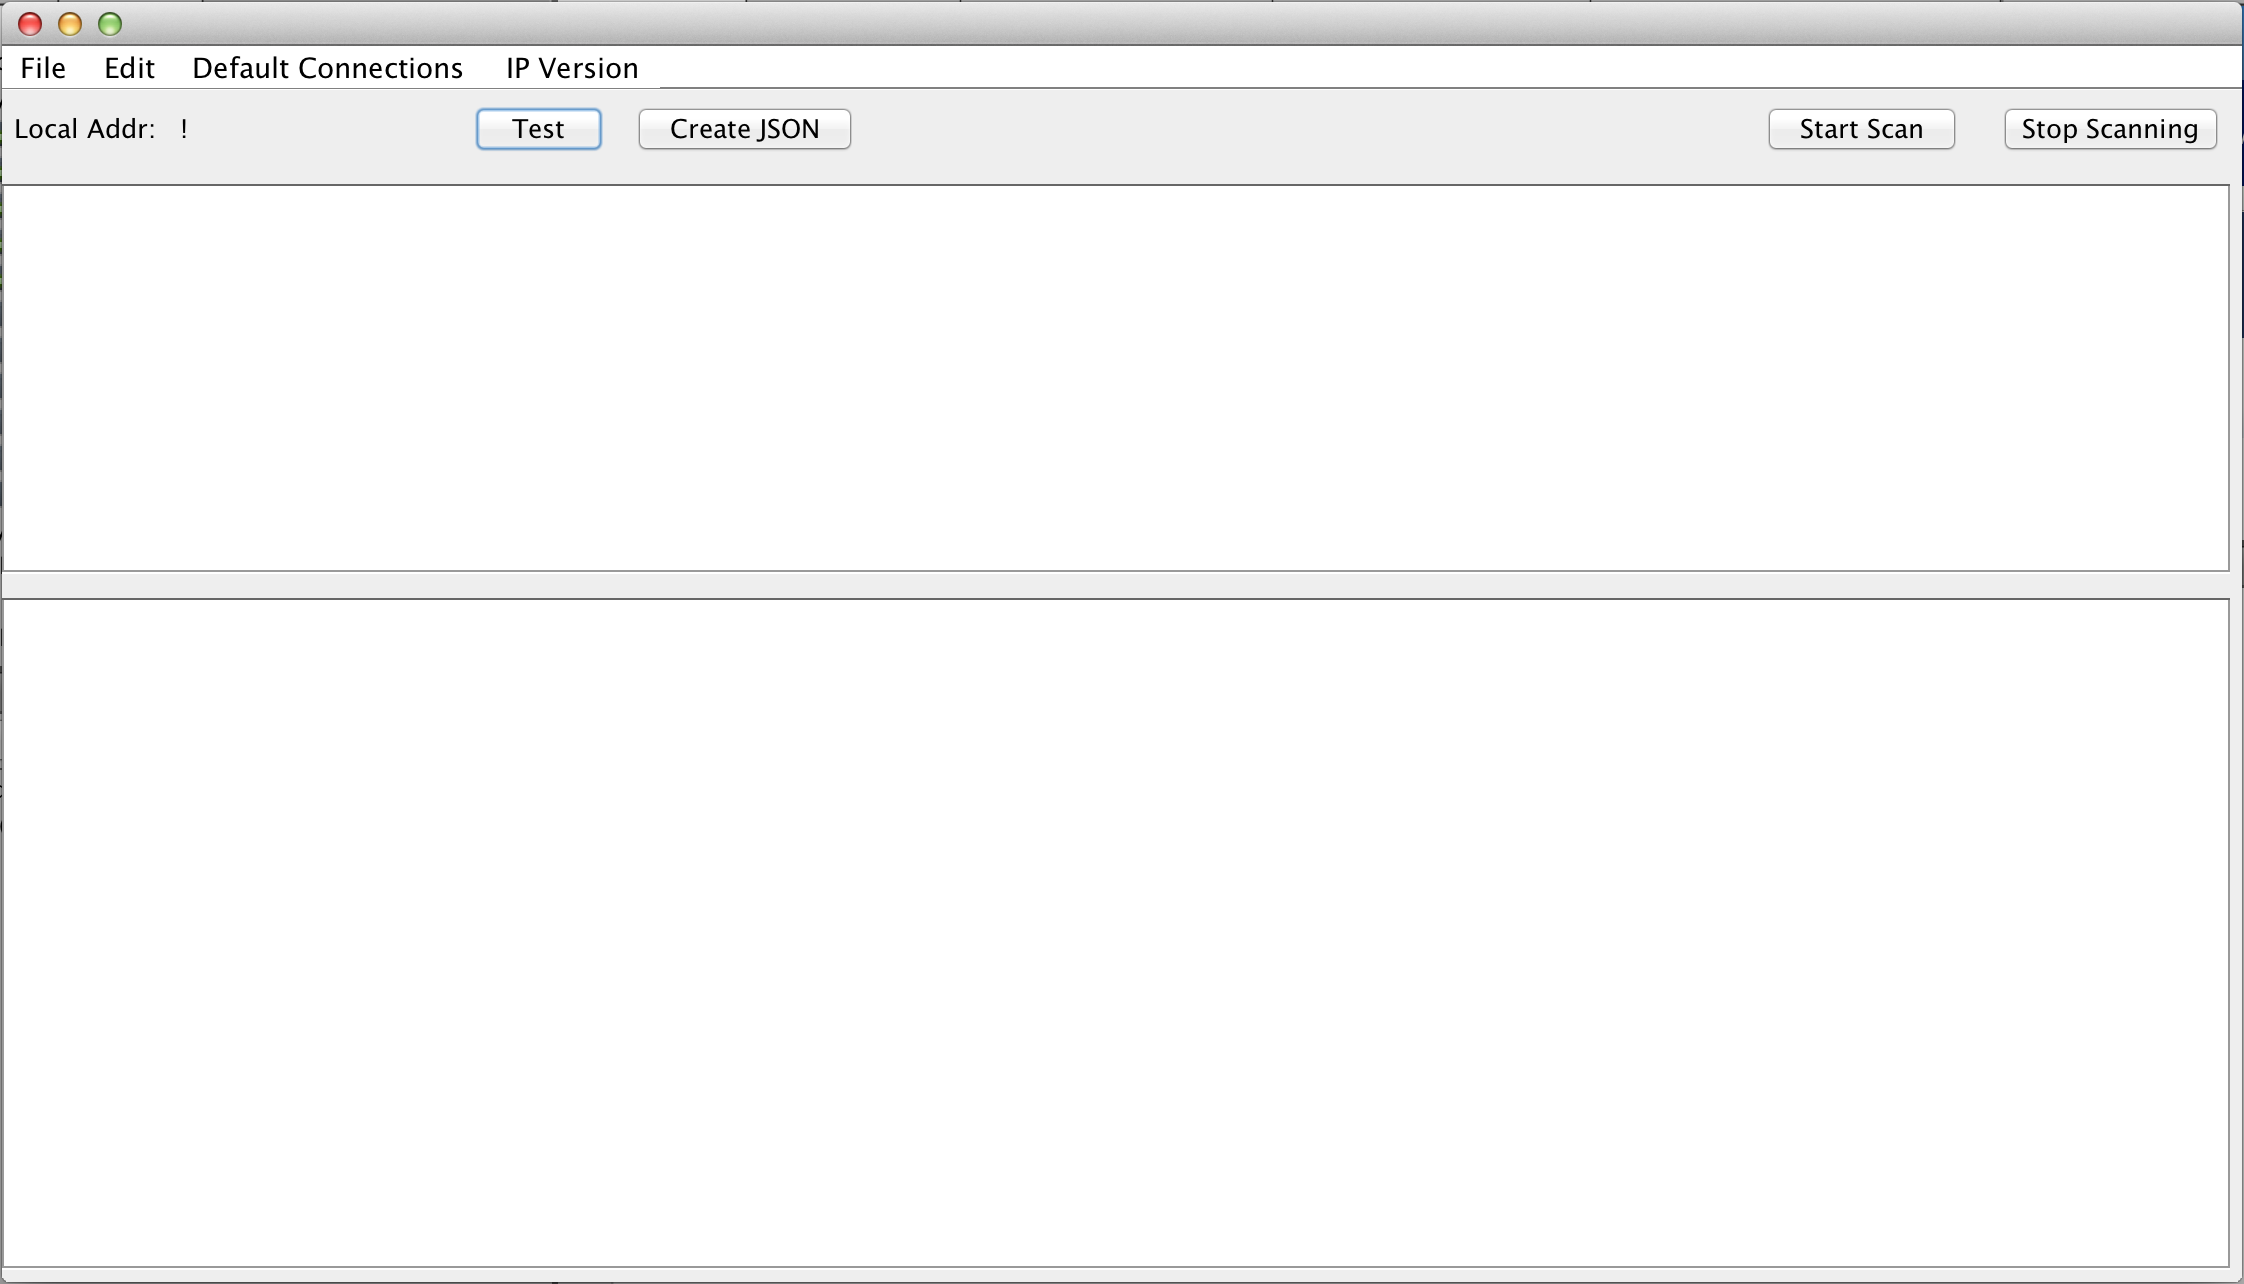 File Edit Default Connections IP Version
Local Addr: ! Test Create JSON Start Scan Stop Scanning